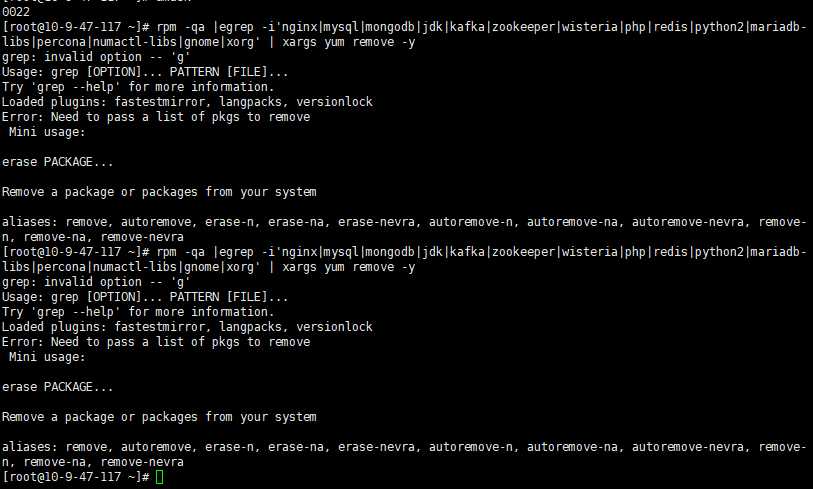 0022
[root@10-9-47-117 ~]# rpm -qa |egrep -i'nginx|mysql|mongodb|jdk|kafka|zookeeper|wisteria|php|redis|python2|mariadb-
libs|percona|numactl-libs|gnome|xorg' | xargs yum remove -y
grep: invalid option -- 'g'
Usage: grep [OPTION]... PATTERN [FILE]...
Try 'grep --help' for more information.
Loaded plugins: fastestmirror, langpacks, versionlock
Error: Need to pass a list of pkgs to remove
 Mini usage:

erase PACKAGE...

Remove a package or packages from your system

aliases: remove, autoremove, erase-n, erase-na, erase-nevra, autoremove-n, autoremove-na, autoremove-nevra, remove-
n, remove-na, remove-nevra
[root@10-9-47-117 ~]# rpm -qa |egrep -i'nginx|mysql|mongodb|jdk|kafka|zookeeper|wisteria|php|redis|python2|mariadb-
libs|percona|numactl-libs|gnome|xorg' | xargs yum remove -y
grep: invalid option -- 'g'
Usage: grep [OPTION]... PATTERN [FILE]...
Try 'grep --help' for more information.
Loaded plugins: fastestmirror, langpacks, versionlock
Error: Need to pass a list of pkgs to remove
 Mini usage:

erase PACKAGE...

Remove a package or packages from your system

aliases: remove, autoremove, erase-n, erase-na, erase-nevra, autoremove-n, autoremove-na, autoremove-nevra, remove-
n, remove-na, remove-nevra
[root@10-9-47-117 ~]#